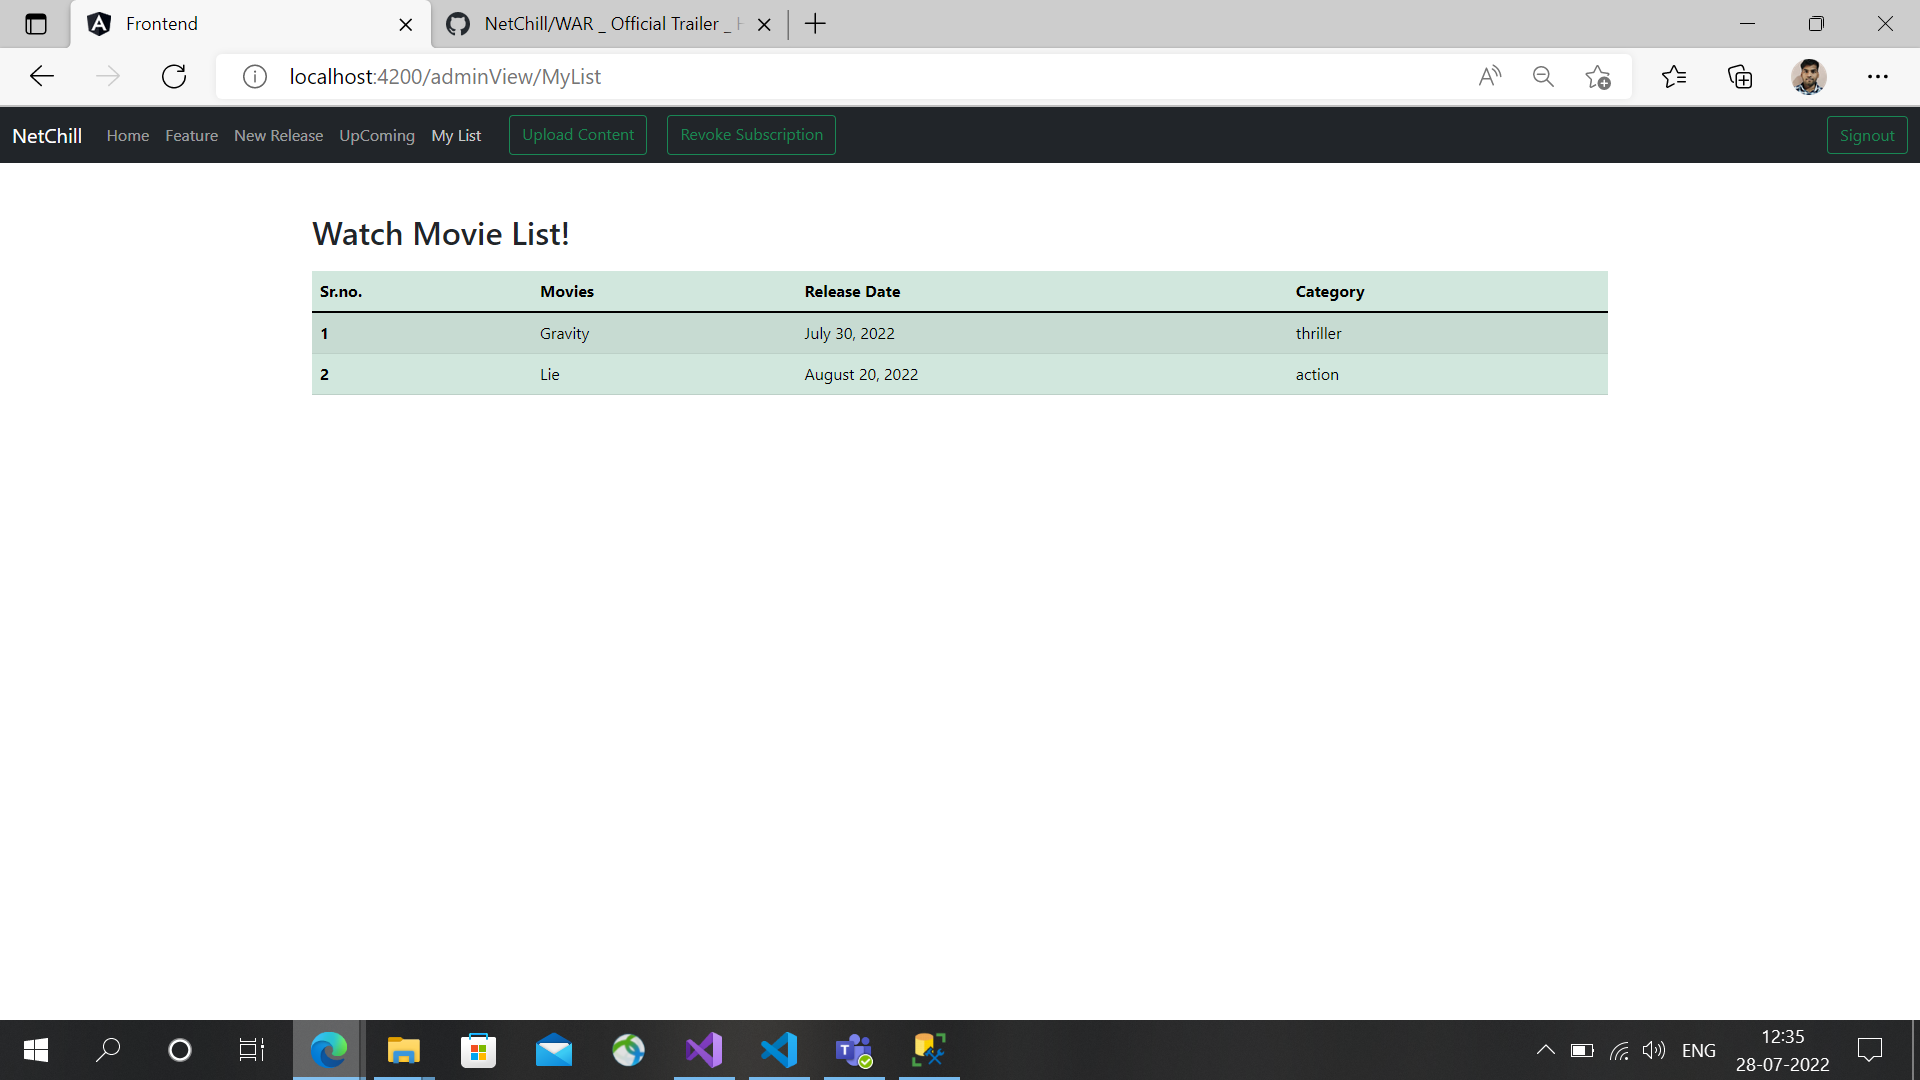 Frontend
NetChill/WAR _ Official Trailer _
localhost:4200/adminView/MyList
NetChill Home Feature New Release UpComing My List Upload Content Revoke Subscription Signout
Watch Movie List!
Sr.no. Movies Release Date Category
1 Gravity July 30, 2022 thriller
2 Lie August 20, 2022 action
ENG
12:35
28-07-2022